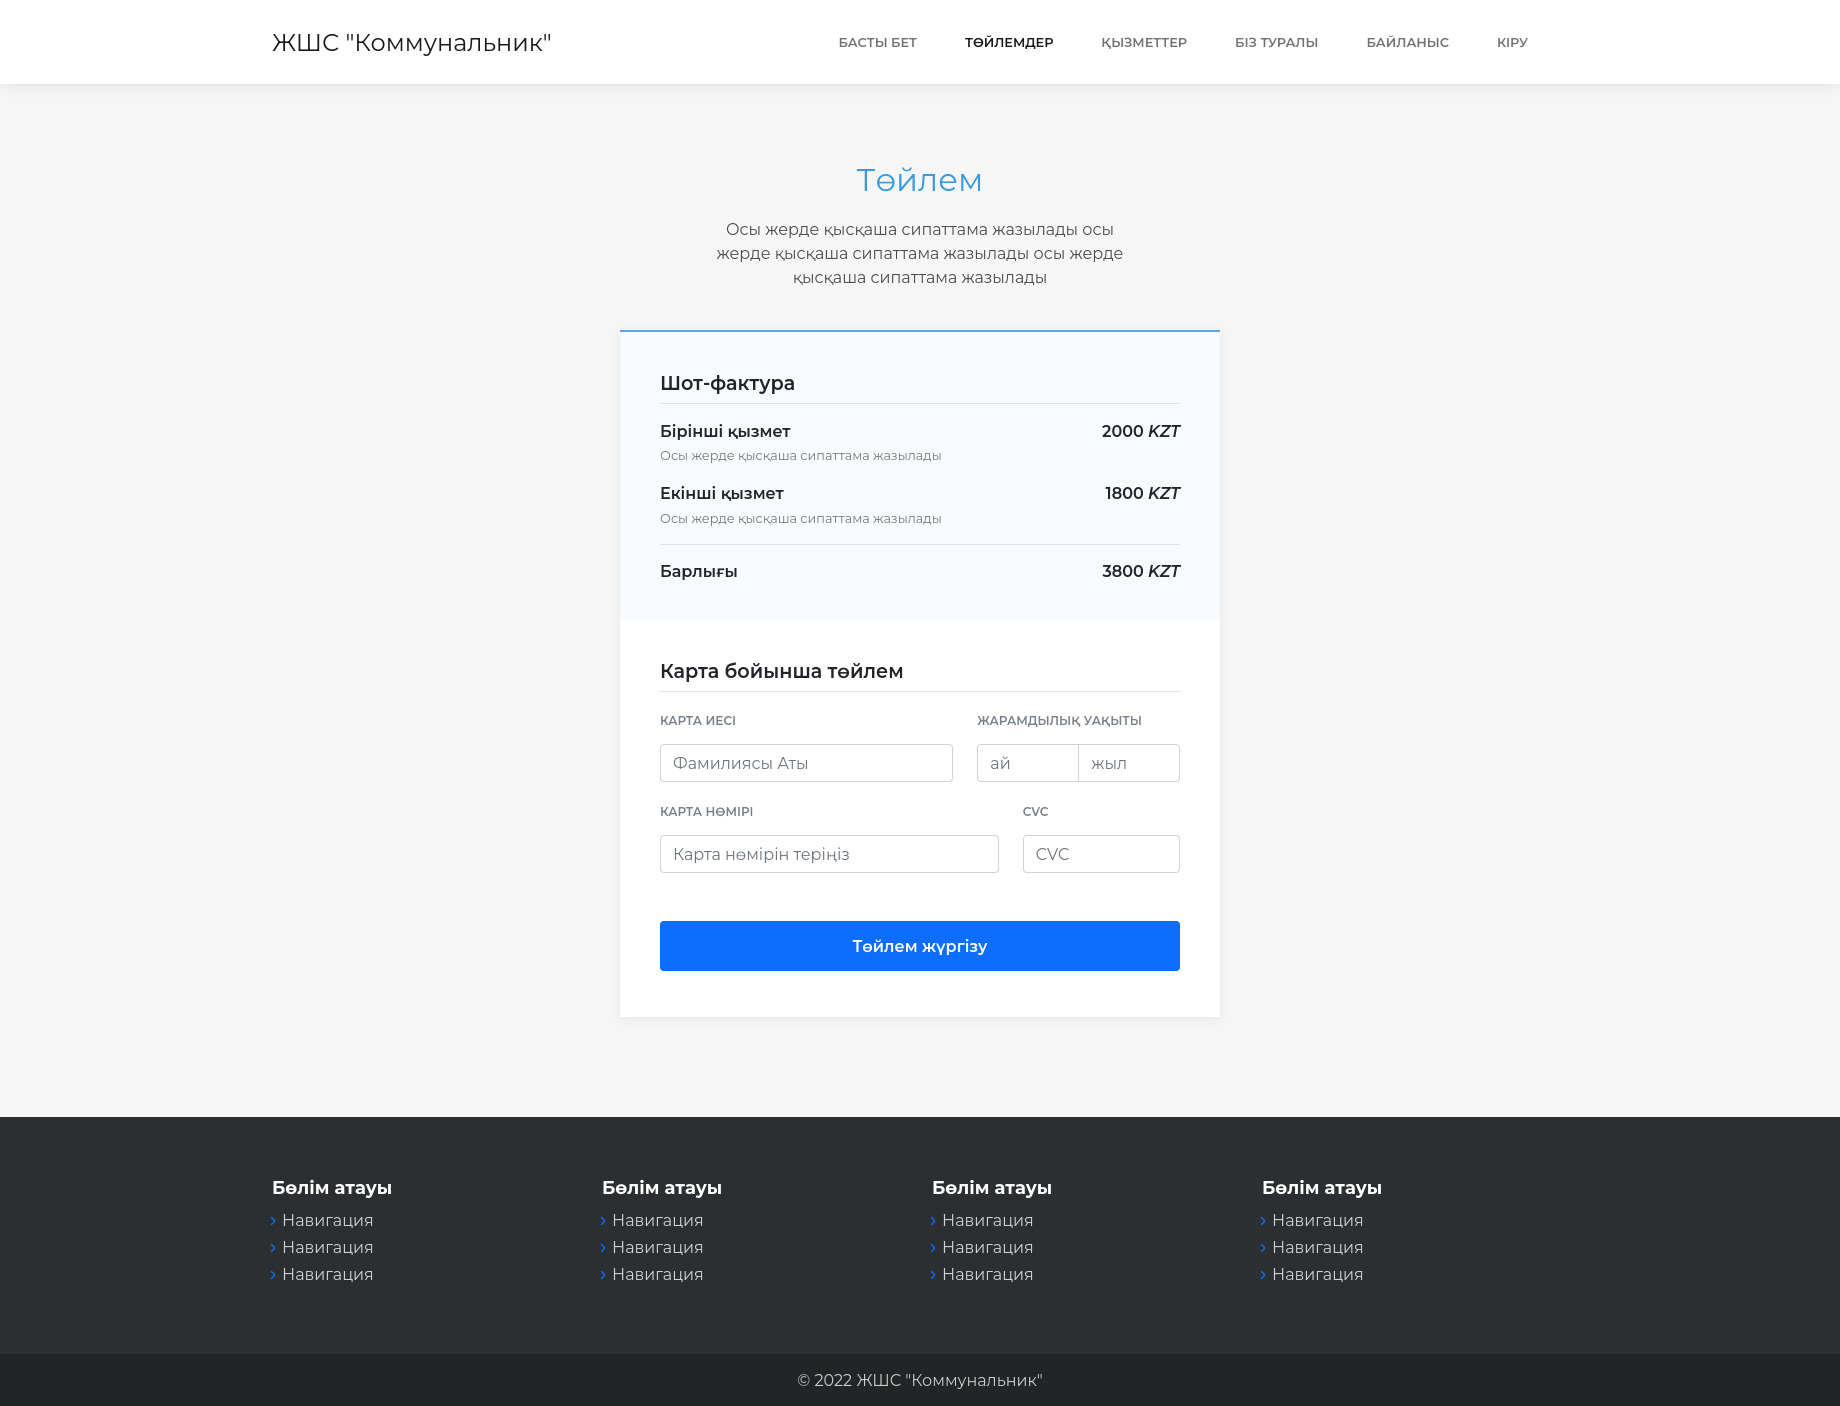 ЖШС "Коммунальник"
БАСТЫ БЕТ ТӨЙЛЕМДЕР ҚЫЗМЕТТЕР БІЗ ТУРАЛЫ БАЙЛАНЫС КІРУ
Төйлем
Осы жерде қысқаша сипаттама жазылады осы
жерде қысқаша сипаттама жазылады осы жерде
қысқаша сипаттама жазылады
Шот-фактура
Бірінші қызмет 2000 KZT
Осы жерде қысқаша сипаттама жазылады
Екінші қызмет 1800 KZT
Осы жерде қысқаша сипаттама жазылады
Барлығы 3800 KZT
Карта бойынша төйлем
КАРТА ИЕСІ ЖАРАМДЫЛЫҚ УАҚЫТЫ
Фамилиясы Аты ай жыл
КАРТА НӨМІРІ CVC
Карта нөмірін теріңіз CVC
Төйлем жүргізу
Бөлім атауы Бөлім атауы Бөлім атауы Бөлім атауы
› Навигация › Навигация › Навигация › Навигация
› Навигация › Навигация › Навигация › Навигация
› Навигация › Навигация › Навигация › Навигация
© 2022 ЖШС "Коммунальник"